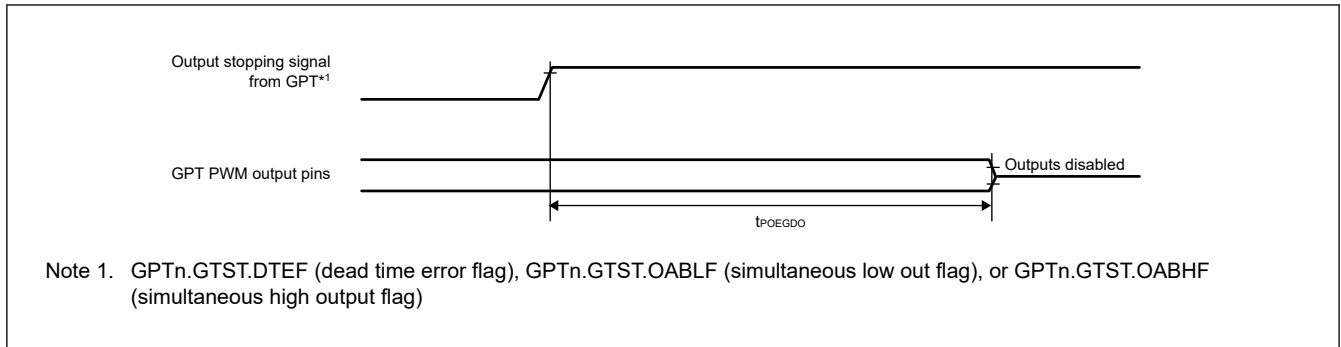 Output stopping signal
from GPT*1
GPT PWM output pins
Outputs disabled
tPOEGDO
Note 1. GPTn.GTST.DTEF (dead time error flag), GPTn.GTST.OABLF (simultaneous low out flag), or GPTn.GTST.OABHF
(simultaneous high output flag)